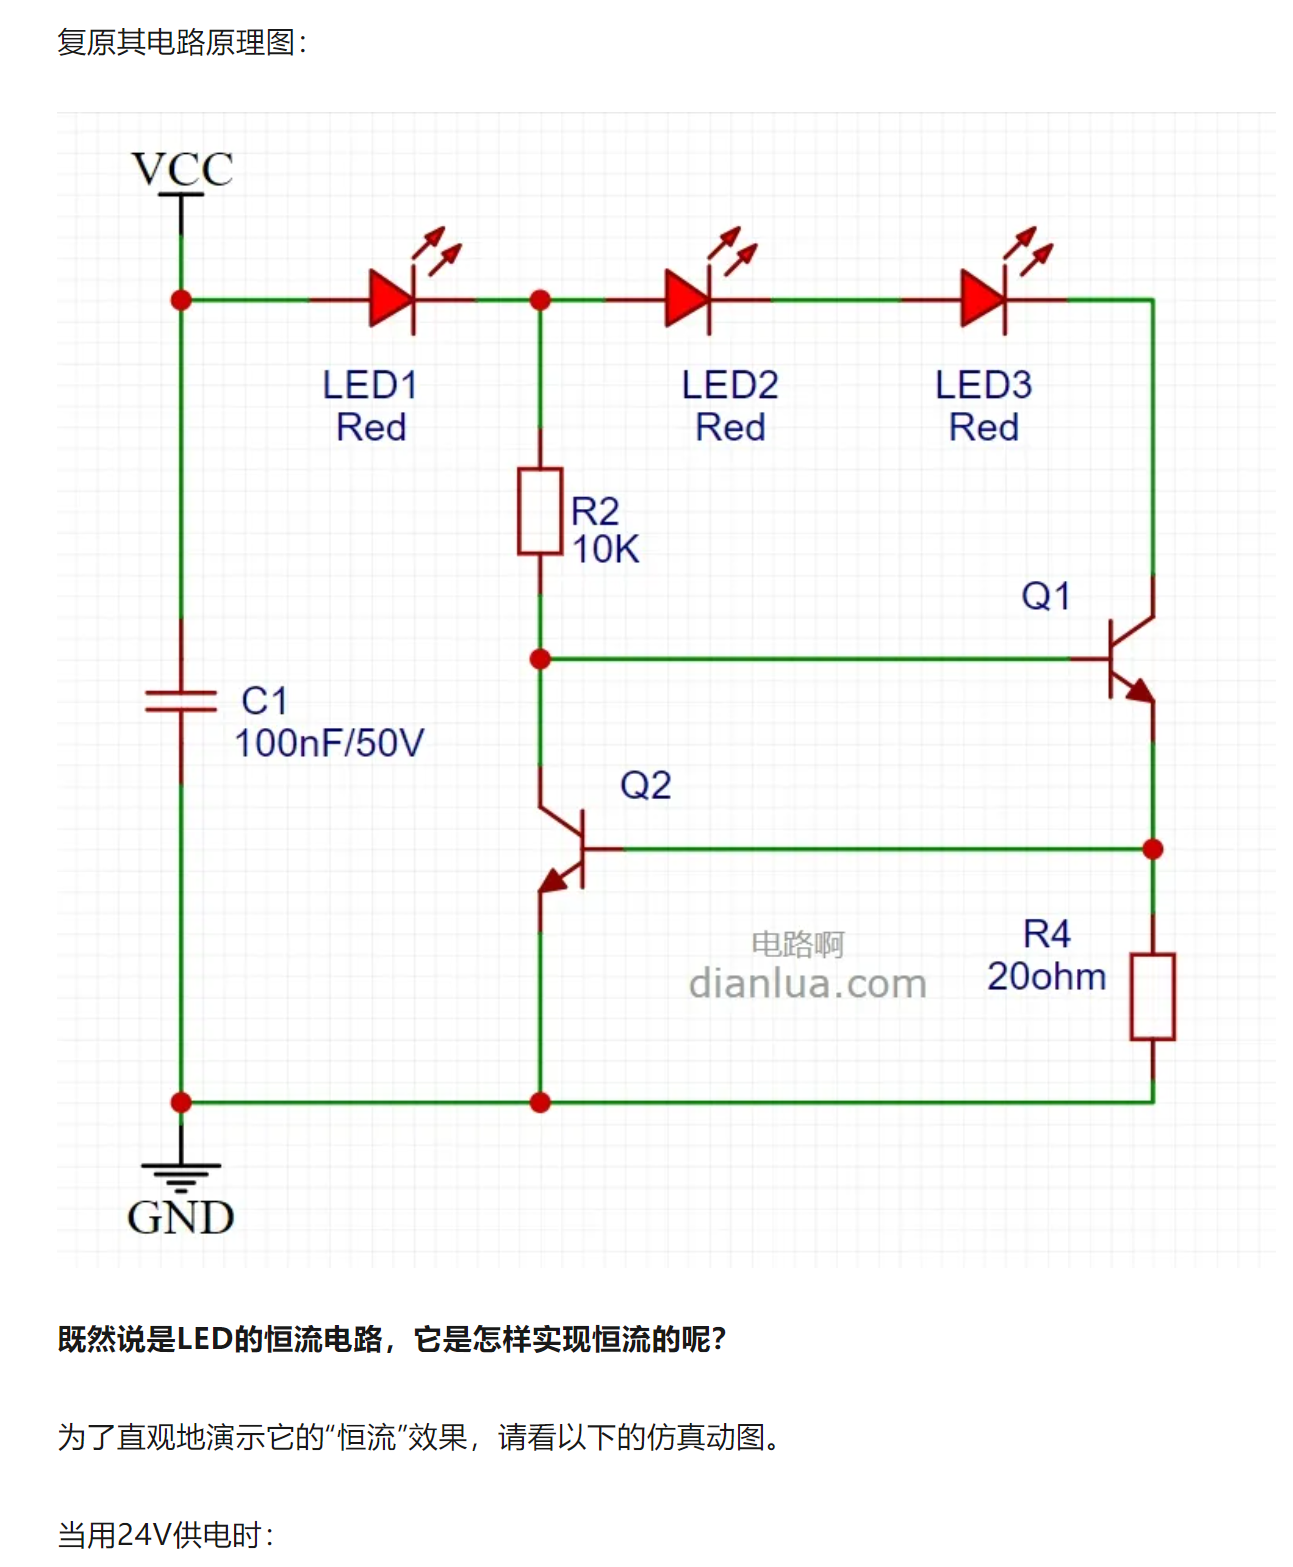 复原其电路原理图：
VCC
LED1
Red
LED2
Red
LED3
Red
R2
10K
Q1
C1
100nF/50V
Q2
电路啊
dianlua.com
R4
20ohm
GND
既然说是LED的恒流电路，它是怎样实现恒流的呢？
为了直观地演示它的“恒流”效果，请看以下的仿真动图。
当用24V供电时：